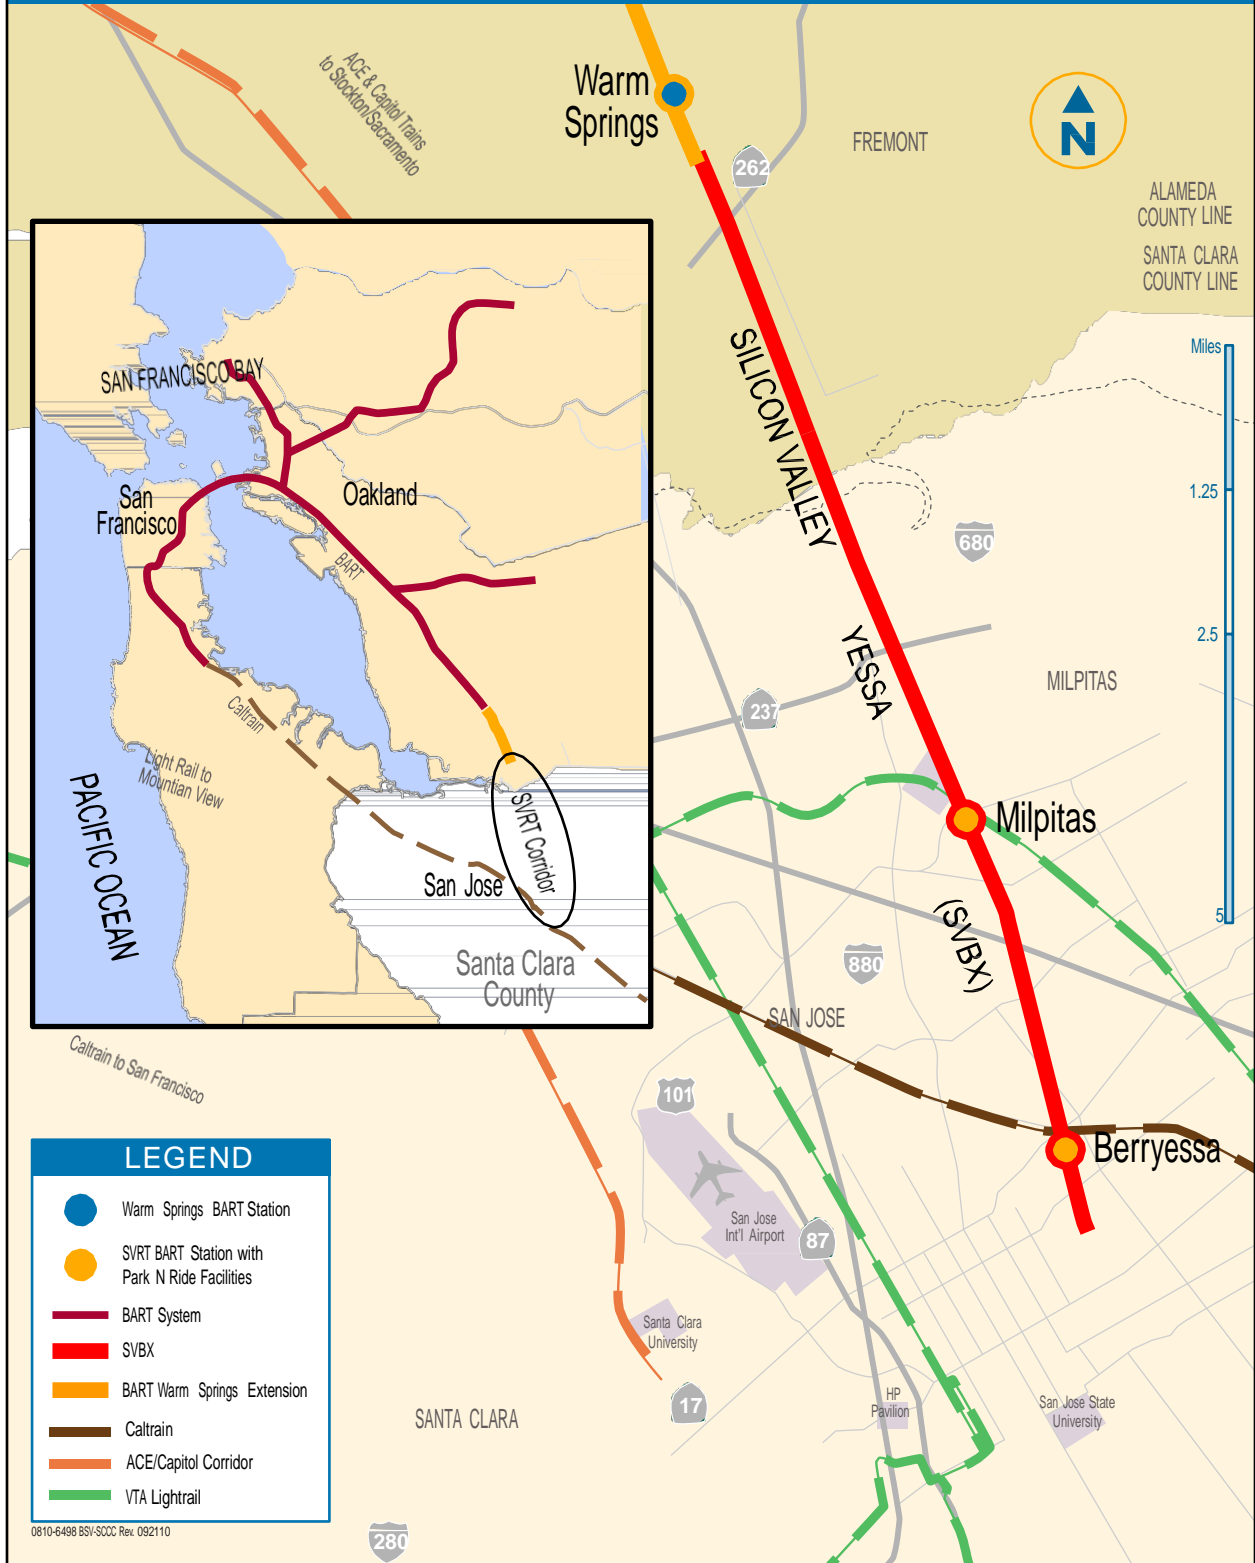 ACE & Capitol Trains
to Stockton/Sacramento
Warm
Springs
262
FREMONT
N
ALAMEDA
COUNTY LINE
SANTA CLARA
COUNTY LINE
Miles
1.25
2.5
5
SILICON VALLEY
YESSA
(SVBX)
680
237
MILPITAS
Milpitas
880
SAN JOSE
Berryessa
SAN FRANCISCO BAY
San
Francisco
Oakland
BART
Caltrain
Light Rail to
Mountian View
PACIFIC OCEAN
SVRT Corridor
San Jose
Santa Clara
County
Caltrain to San Francisco
101
San Jose
Int'l Airport
87
Santa Clara
University
17
HP
Pavilion
San Jose State
University
SANTA CLARA
280
LEGEND
Warm Springs BART Station
SVRT BART Station with
Park N Ride Facilities
BART System
SVBX
BART Warm Springs Extension
Caltrain
ACE/Capitol Corridor
VTA Lightrail
0810-6498 BSV-SCCC Rev. 092110